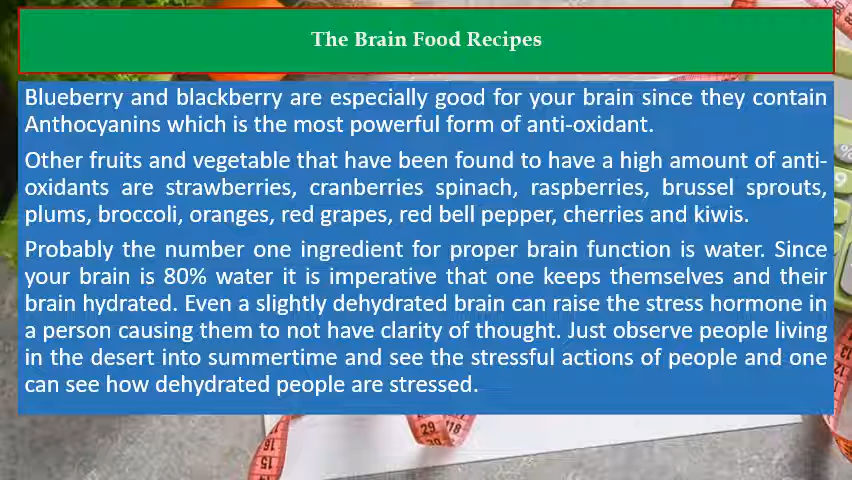 The Brain Food Recipes
Blueberry and blackberry are especially good for your brain since they contain
Anthocyanins which is the most powerful form of anti-oxidant.
Other fruits and vegetable that have been found to have a high amount of anti-
oxidants are strawberries, cranberries spinach, raspberries, brussel sprouts,
plums, broccoli, oranges, red grapes, red bell pepper, cherries and kiwis.
Probably the number one ingredient for proper brain function is water. Since
your brain is 80% water it is imperative that one keeps themselves and their
brain hydrated. Even a slightly dehydrated brain can raise the stress hormone in
a person causing them to not have clarity of thought. Just observe people living
in the desert into summertime and see the stressful actions of people and one
can see how dehydrated people are stressed.
29
18
16
15